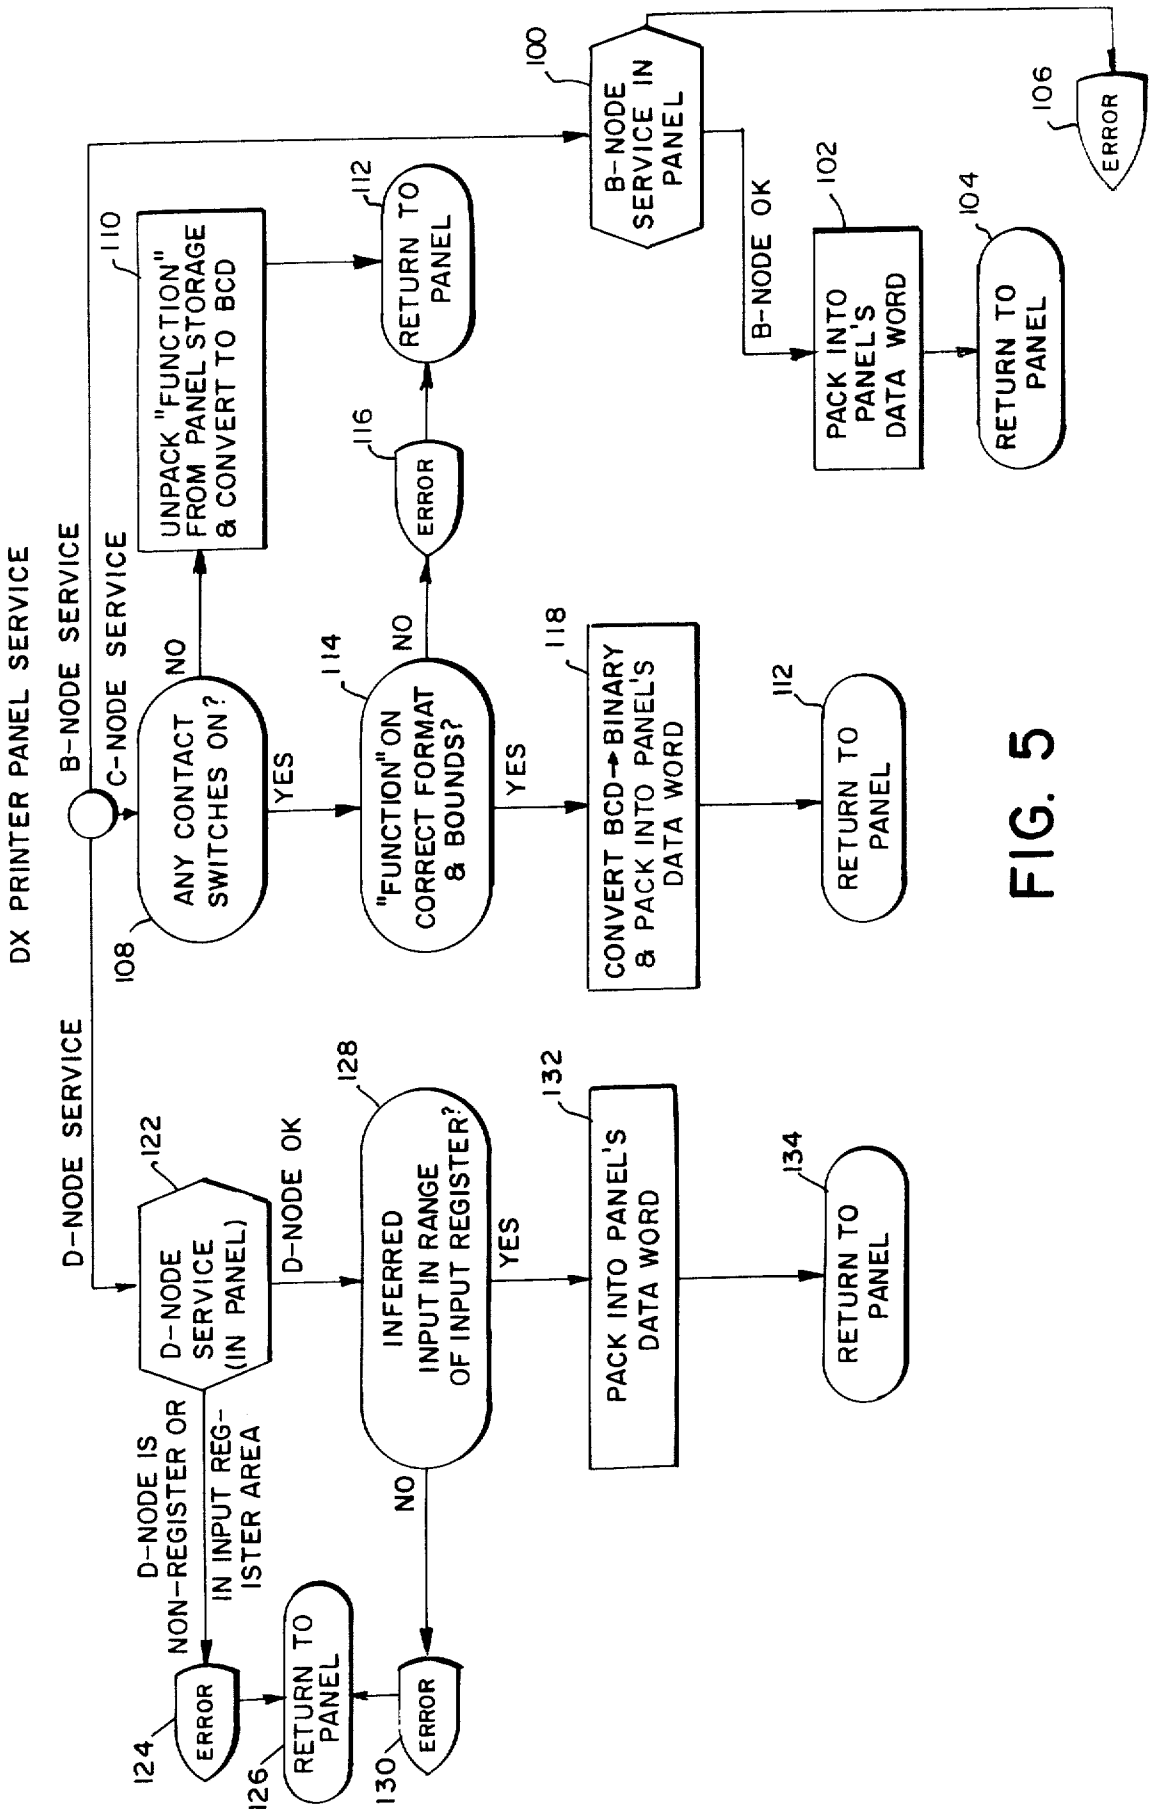 DX PRINTER PANEL SERVICE
D-NODE SERVICE
B-NODE SERVICE
C-NODE SERVICE
122
D-NODE
SERVICE
(IN PANEL)
D-NODE IS
NON-REGISTER OR
IN INPUT REG-
ISTER AREA
124
ERROR
126
RETURN TO
PANEL
130
ERROR
D-NODE OK
128
INFERRED
INPUT IN RANGE
OF INPUT REGISTER?
NO
YES
132
PACK INTO PANEL'S
DATA WORD
134
RETURN TO
PANEL
108
ANY CONTACT
SWITCHES ON?
NO
YES
110
UNPACK "FUNCTION"
FROM PANEL STORAGE
& CONVERT TO BCD
112
RETURN TO
PANEL
114
"FUNCTION" ON
CORRECT FORMAT
& BOUNDS?
NO
116
ERROR
YES
118
CONVERT BCD→BINARY
& PACK INTO PANEL'S
DATA WORD
112
RETURN TO
PANEL
100
B-NODE
SERVICE IN
PANEL
B-NODE OK
102
PACK INTO
PANEL'S
DATA WORD
104
RETURN TO
PANEL
106
ERROR
FIG. 5